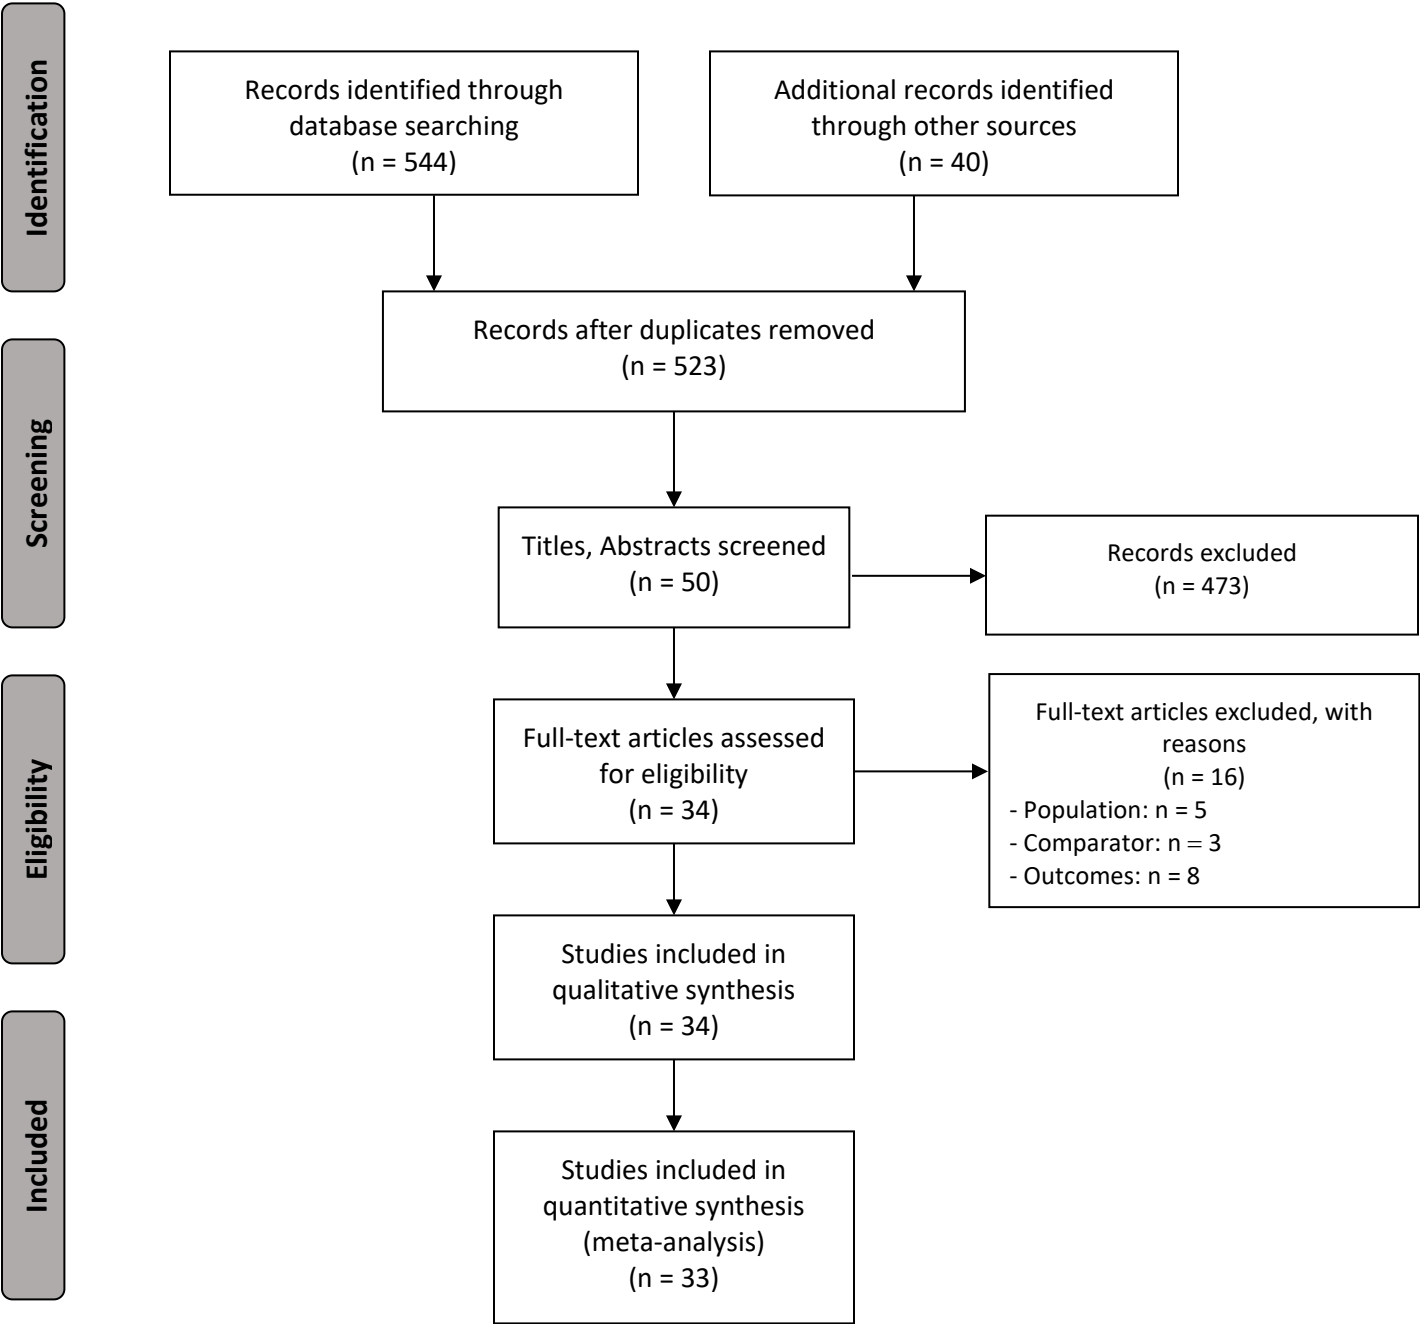 Identification
Records identified through
database searching
(n = 544)
Additional records identified
through other sources
(n = 40)
Records after duplicates removed
(n = 523)
Screening
Titles, Abstracts screened
(n = 50)
Records excluded
(n = 473)
Eligibility
Full-text articles assessed
for eligibility
(n = 34)
Full-text articles excluded, with
reasons
(n = 16)
- Population: n = 5
- Comparator: n = 3
- Outcomes: n = 8
Studies included in
qualitative synthesis
(n = 34)
Included
Studies included in
quantitative synthesis
(meta-analysis)
(n = 33)